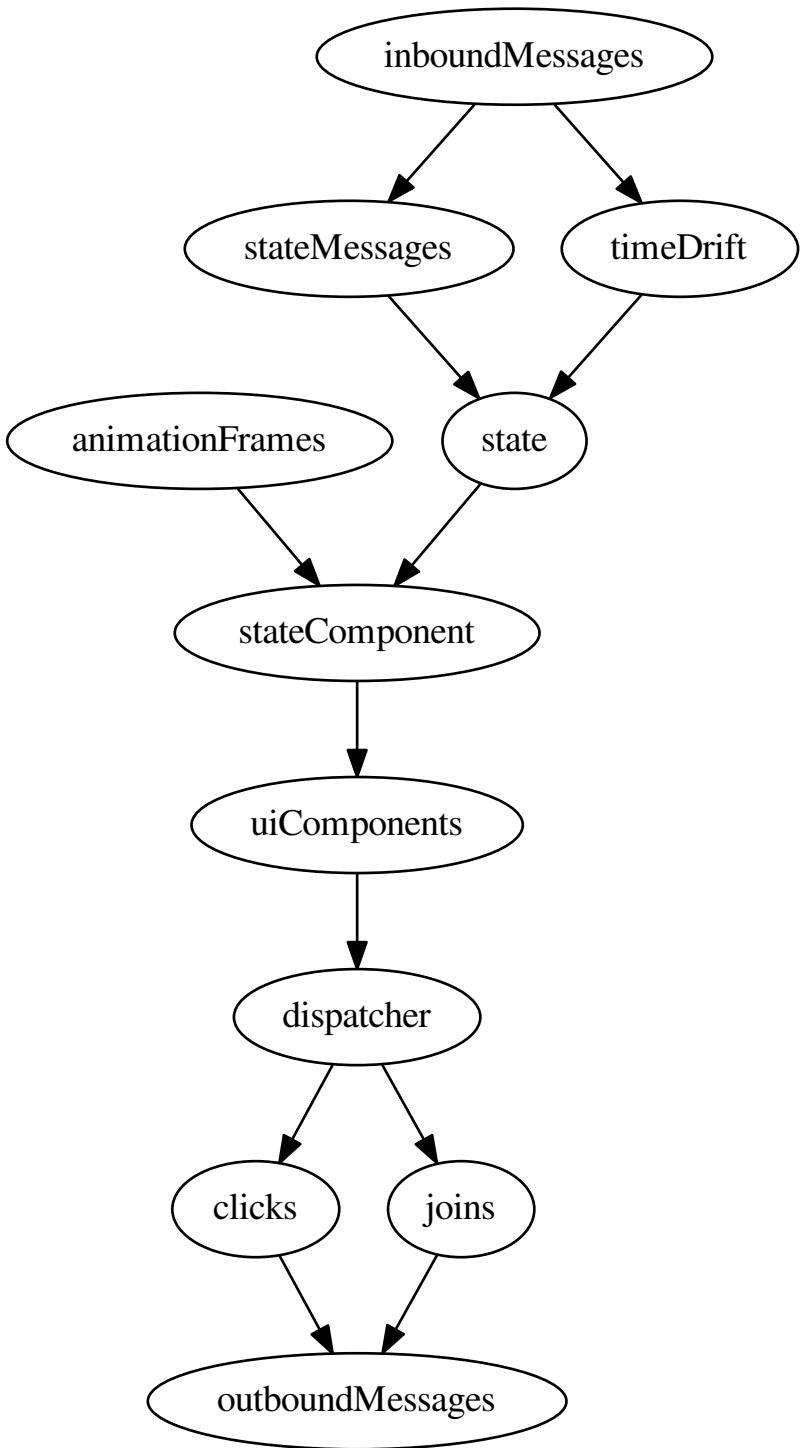 inboundMessages
stateMessages
timeDrift
animationFrames
state
stateComponent
uiComponents
dispatcher
clicks
joins
outboundMessages